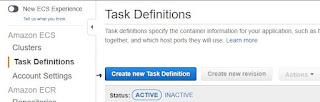 New ECS Experience
Tell us what you think
Amazon ECS
Clusters
Task Definitions
Account Settings
Amazon ECR
Task Definitions
Task definitions specify the container information for your application, such as h
together, and which host ports they will use. Learn more
Create new Task Definition
Create new revision
Actions
Status: ACTIVE INACTIVE